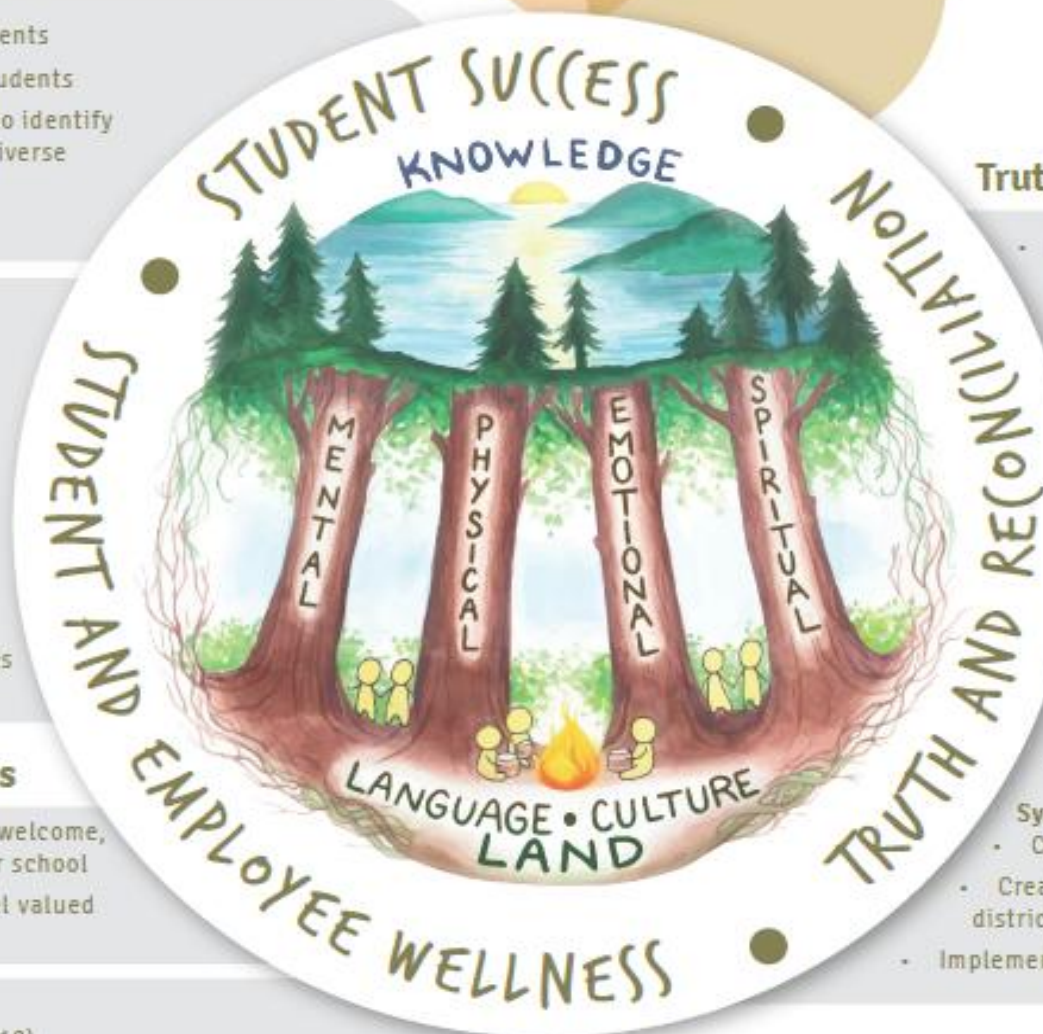 ents
udents
o identify
iverse
s
s
welcome,
r school
l valued
STUDENT SUCCESS
KNOWLEDGE
MENTAL
PHYSICAL
EMOTIONAL
SPIRITUAL
LANGUAGE • CULTURE
LAND
STUDENT AND EMPLOYEE WELLNESS
TRUTH AND RECONCILIATION
Trut
Sy
- C
- Crea
distric
- Implemen